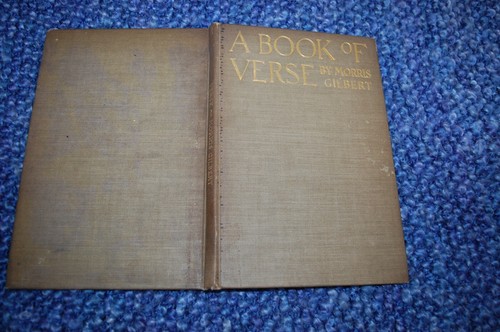 A BOOK OF
VERSE BY MORRIS
GILBERT